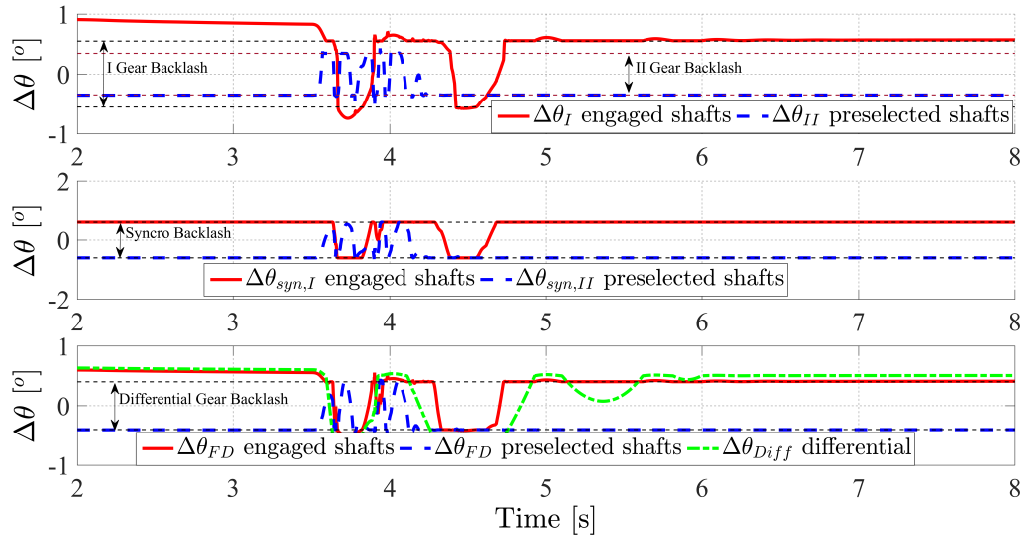 1
0
-1
Δθ [°]
I Gear Backlash
II Gear Backlash
Δθ_I engaged shafts Δθ_II preselected shafts
2 3 4 5 6 7 8
2
0
-2
Δθ [°]
Syncro Backlash
Δθ_syn,I engaged shafts Δθ_syn,II preselected shafts
2 3 4 5 6 7 8
1
0
-1
Δθ [°]
Differential Gear Backlash
Δθ_FD engaged shafts Δθ_FD preselected shafts Δθ_Diff differential
2 3 4 5 6 7 8
Time [s]